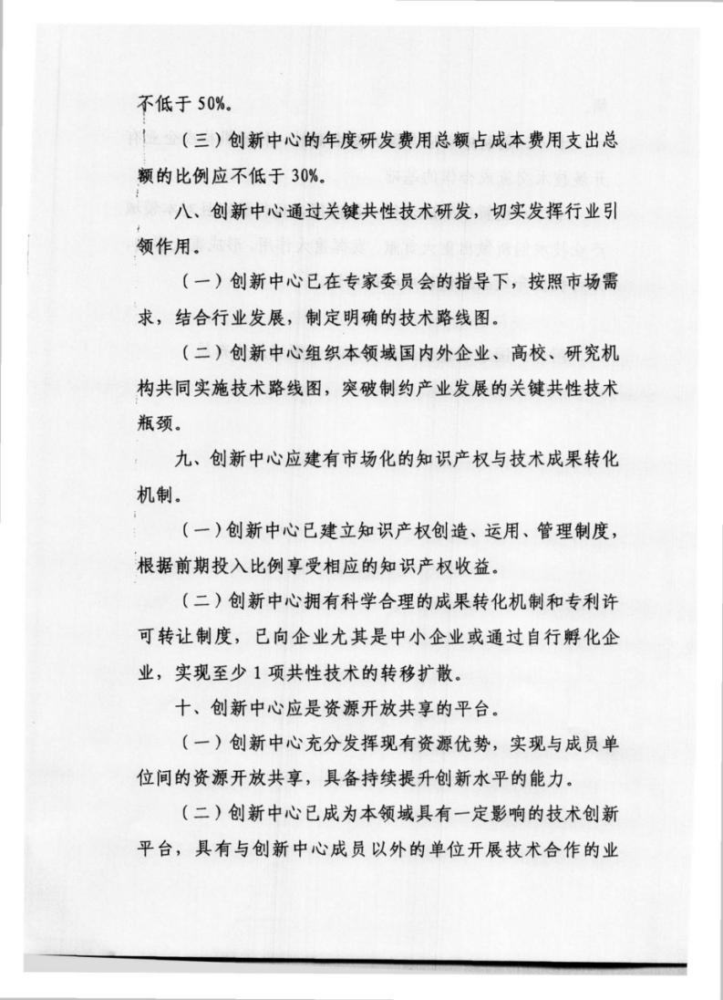 不低于 50%。
（三）创新中心的年度研发费用总额占成本费用支出总
额的比例应不低于 30%。
八、创新中心通过关键共性技术研发，切实发挥行业引
领作用。
（一）创新中心已在专家委员会的指导下，按照市场需
求，结合行业发展，制定明确的技术路线图。
（二）创新中心组织本领域国内外企业、高校、研究机
构共同实施技术路线图，突破制约产业发展的关键共性技术
瓶颈。
九、创新中心应建有市场化的知识产权与技术成果转化
机制。
（一）创新中心已建立知识产权创造、运用、管理制度，
根据前期投入比例享受相应的知识产权收益。
（二）创新中心拥有科学合理的成果转化机制和专利许
可转让制度，已向企业尤其是中小企业或通过自行孵化企
业，实现至少 1 项共性技术的转移扩散。
十、创新中心应是资源开放共享的平台。
（一）创新中心充分发挥现有资源优势，实现与成员单
位间的资源开放共享，具备持续提升创新水平的能力。
（二）创新中心已成为本领域具有一定影响的技术创新
平台，具有与创新中心成员以外的单位开展技术合作的业